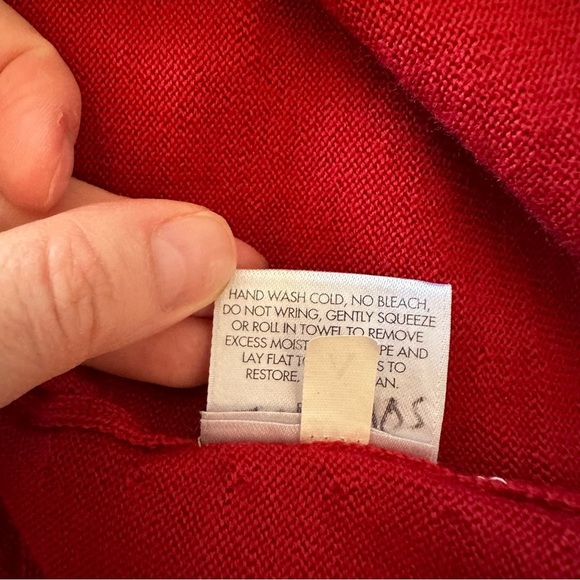 HAND WASH COLD, NO BLEACH,
DO NOT WRING, GENTLY SQUEEZE
OR ROLL IN TOWEL TO REMOVE
EXCESS MOIST PE AND
LAY FLAT S TO
RESTORE, AN.